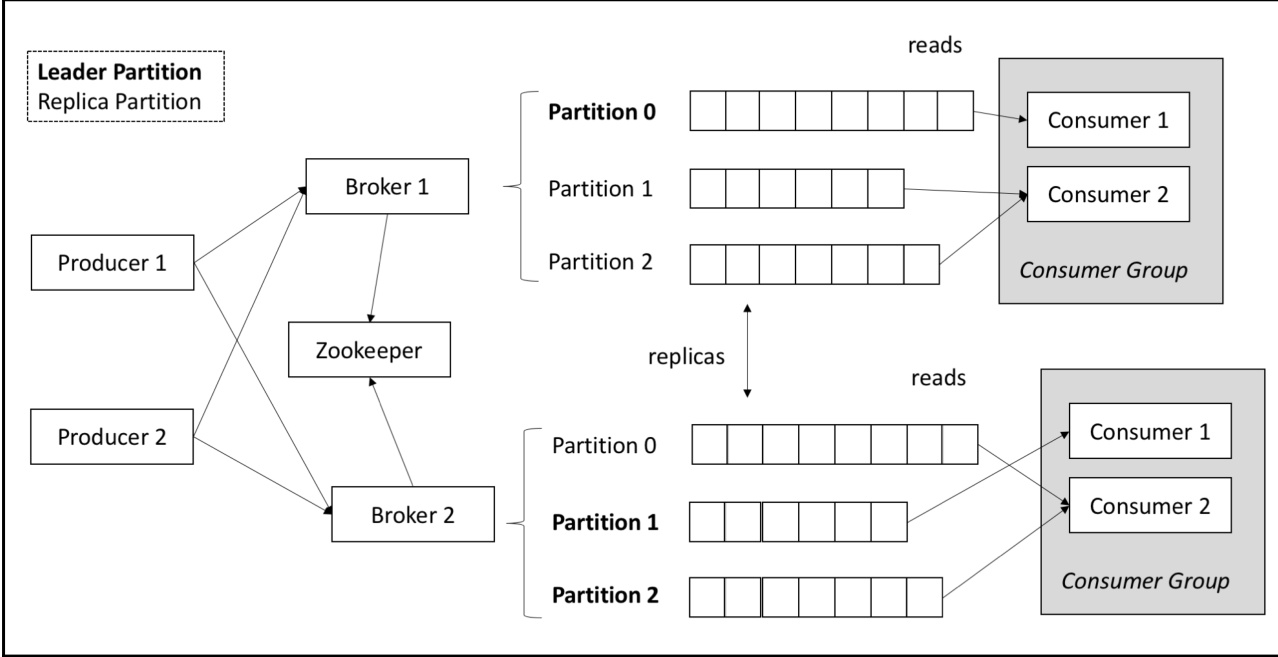 Leader Partition
Replica Partition
Producer 1
Producer 2
Broker 1
Zookeeper
Broker 2
Partition 0
Partition 1
Partition 2
reads
Consumer 1
Consumer 2
Consumer Group
replicas
Partition 0
Partition 1
Partition 2
reads
Consumer 1
Consumer 2
Consumer Group